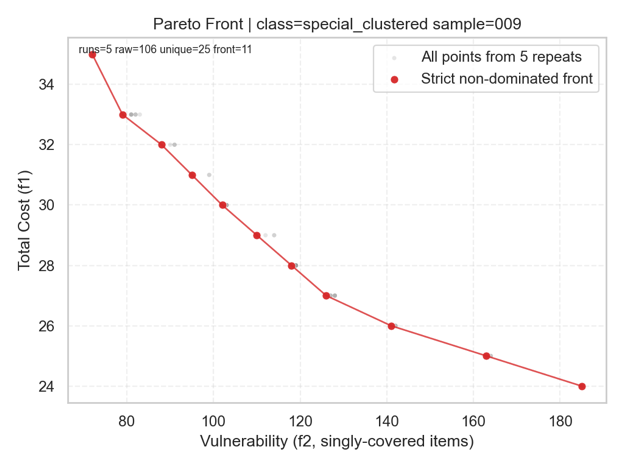 Pareto Front | class=special_clustered sample=009
runs=5 raw=106 unique=25 front=11
All points from 5 repeats
Strict non-dominated front
Total Cost (f1)
34
32
30
28
26
24
80 100 120 140 160 180
Vulnerability (f2, singly-covered items)